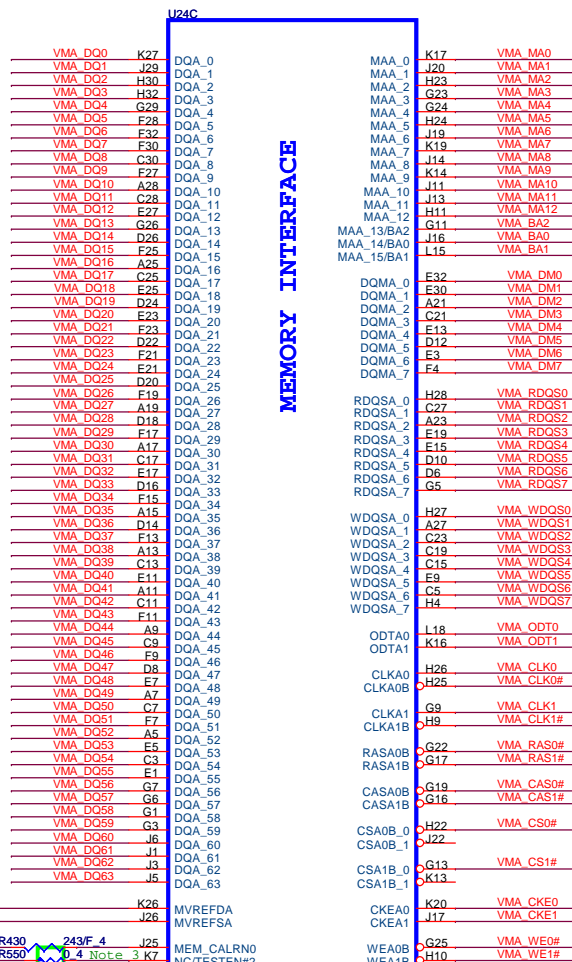 U24C
VMA_DQ0 K27 DQA_0
VMA_DQ1 J29 DQA_1
VMA_DQ2 H30 DQA_2
VMA_DQ3 H32 DQA_3
VMA_DQ4 G29 DQA_4
VMA_DQ5 F28 DQA_5
VMA_DQ6 F32 DQA_6
VMA_DQ7 F30 DQA_7
VMA_DQ8 C30 DQA_8
VMA_DQ9 F27 DQA_9
VMA_DQ10 A28 DQA_10
VMA_DQ11 C28 DQA_11
VMA_DQ12 E27 DQA_12
VMA_DQ13 G26 DQA_13
VMA_DQ14 D26 DQA_14
VMA_DQ15 F25 DQA_15
VMA_DQ16 A25 DQA_16
VMA_DQ17 C25 DQA_17
VMA_DQ18 E25 DQA_18
VMA_DQ19 D24 DQA_19
VMA_DQ20 E23 DQA_20
VMA_DQ21 F23 DQA_21
VMA_DQ22 D22 DQA_22
VMA_DQ23 F21 DQA_23
VMA_DQ24 E21 DQA_24
VMA_DQ25 D20 DQA_25
VMA_DQ26 F19 DQA_26
VMA_DQ27 A19 DQA_27
VMA_DQ28 D18 DQA_28
VMA_DQ29 F17 DQA_29
VMA_DQ30 A17 DQA_30
VMA_DQ31 C17 DQA_31
VMA_DQ32 E17 DQA_32
VMA_DQ33 D16 DQA_33
VMA_DQ34 F15 DQA_34
VMA_DQ35 A15 DQA_35
VMA_DQ36 D14 DQA_36
VMA_DQ37 F13 DQA_37
VMA_DQ38 A13 DQA_38
VMA_DQ39 C13 DQA_39
VMA_DQ40 E11 DQA_40
VMA_DQ41 A11 DQA_41
VMA_DQ42 C11 DQA_42
VMA_DQ43 F11 DQA_43
VMA_DQ44 A9 DQA_44
VMA_DQ45 C9 DQA_45
VMA_DQ46 F9 DQA_46
VMA_DQ47 D8 DQA_47
VMA_DQ48 E7 DQA_48
VMA_DQ49 A7 DQA_49
VMA_DQ50 C7 DQA_50
VMA_DQ51 F7 DQA_51
VMA_DQ52 A5 DQA_52
VMA_DQ53 E5 DQA_53
VMA_DQ54 C3 DQA_54
VMA_DQ55 E1 DQA_55
VMA_DQ56 G7 DQA_56
VMA_DQ57 G6 DQA_57
VMA_DQ58 G1 DQA_58
VMA_DQ59 G3 DQA_59
VMA_DQ60 J6 DQA_60
VMA_DQ61 J1 DQA_61
VMA_DQ62 J3 DQA_62
VMA_DQ63 J5 DQA_63
K26 MVREFDA
J26 MVREFSA
R430 243/F_4 J25 MEM_CALRN0
R550 0_4 Note 3 K7 NC/TESTEN#2
MEMORY INTERFACE
MAA_0 K17 VMA_MA0
MAA_1 J20 VMA_MA1
MAA_2 H23 VMA_MA2
MAA_3 G23 VMA_MA3
MAA_4 G24 VMA_MA4
MAA_5 H24 VMA_MA5
MAA_6 J19 VMA_MA6
MAA_7 K19 VMA_MA7
MAA_8 J14 VMA_MA8
MAA_9 K14 VMA_MA9
MAA_10 J11 VMA_MA10
MAA_11 J13 VMA_MA11
MAA_12 H11 VMA_MA12
MAA_13/BA2 G11 VMA_BA2
MAA_14/BA0 J16 VMA_BA0
MAA_15/BA1 L15 VMA_BA1
DQMA_0 E32 VMA_DM0
DQMA_1 E30 VMA_DM1
DQMA_2 A21 VMA_DM2
DQMA_3 C21 VMA_DM3
DQMA_4 E13 VMA_DM4
DQMA_5 D12 VMA_DM5
DQMA_6 E3 VMA_DM6
DQMA_7 F4 VMA_DM7
RDQSA_0 H28 VMA_RDQS0
RDQSA_1 C27 VMA_RDQS1
RDQSA_2 A23 VMA_RDQS2
RDQSA_3 E19 VMA_RDQS3
RDQSA_4 E15 VMA_RDQS4
RDQSA_5 D10 VMA_RDQS5
RDQSA_6 D6 VMA_RDQS6
RDQSA_7 G5 VMA_RDQS7
WDQSA_0 H27 VMA_WDQS0
WDQSA_1 A27 VMA_WDQS1
WDQSA_2 C23 VMA_WDQS2
WDQSA_3 C19 VMA_WDQS3
WDQSA_4 C15 VMA_WDQS4
WDQSA_5 E9 VMA_WDQS5
WDQSA_6 C5 VMA_WDQS6
WDQSA_7 H4 VMA_WDQS7
ODTA0 L18 VMA_ODT0
ODTA1 K16 VMA_ODT1
CLKA0 H26 VMA_CLK0
CLKA0B H25 VMA_CLK0#
CLKA1 G9 VMA_CLK1
CLKA1B H9 VMA_CLK1#
RASA0B G22 VMA_RAS0#
RASA1B G17 VMA_RAS1#
CASA0B G19 VMA_CAS0#
CASA1B G16 VMA_CAS1#
CSA0B_0 H22 VMA_CS0#
CSA0B_1 J22
CSA1B_0 G13 VMA_CS1#
CSA1B_1 K13
CKEA0 K20 VMA_CKE0
CKEA1 J17 VMA_CKE1
WEA0B G25 VMA_WE0#
WEA1B H10 VMA_WE1#